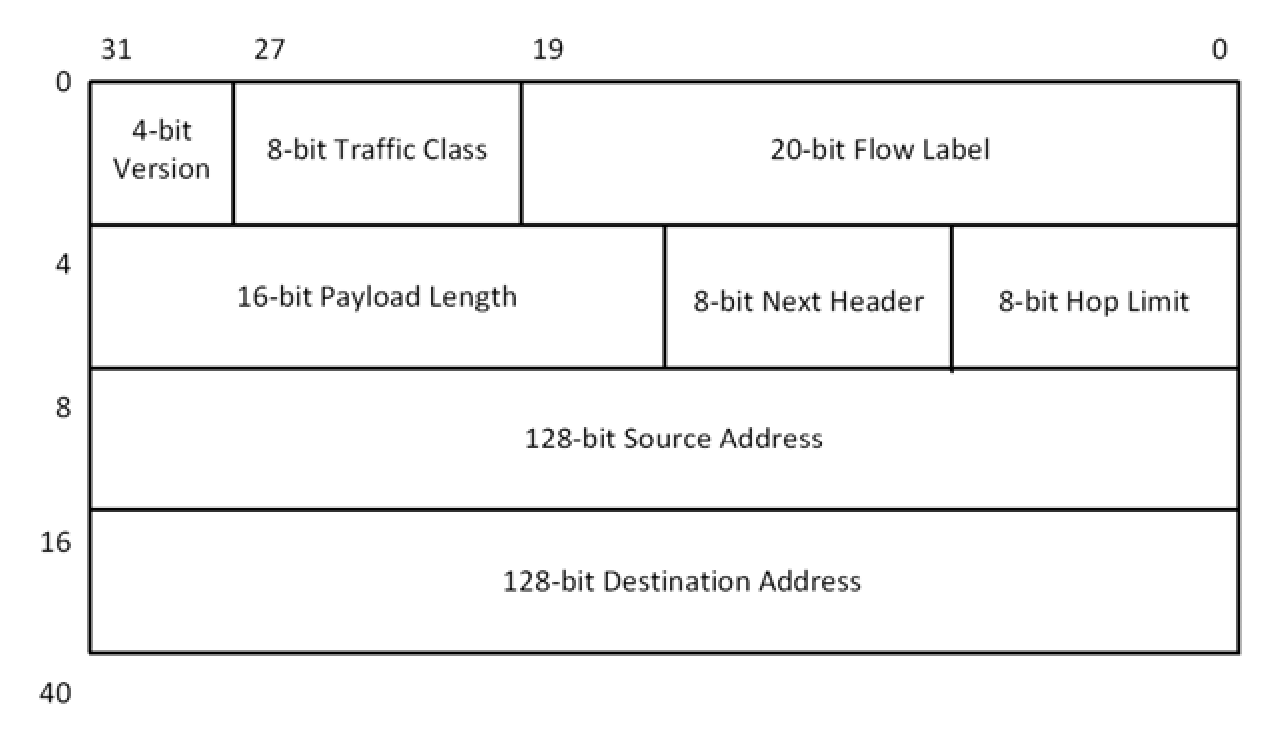 31 27 19 0
0
4-bit
Version
8-bit Traffic Class
20-bit Flow Label
4
16-bit Payload Length
8-bit Next Header
8-bit Hop Limit
8
128-bit Source Address
16
128-bit Destination Address
40